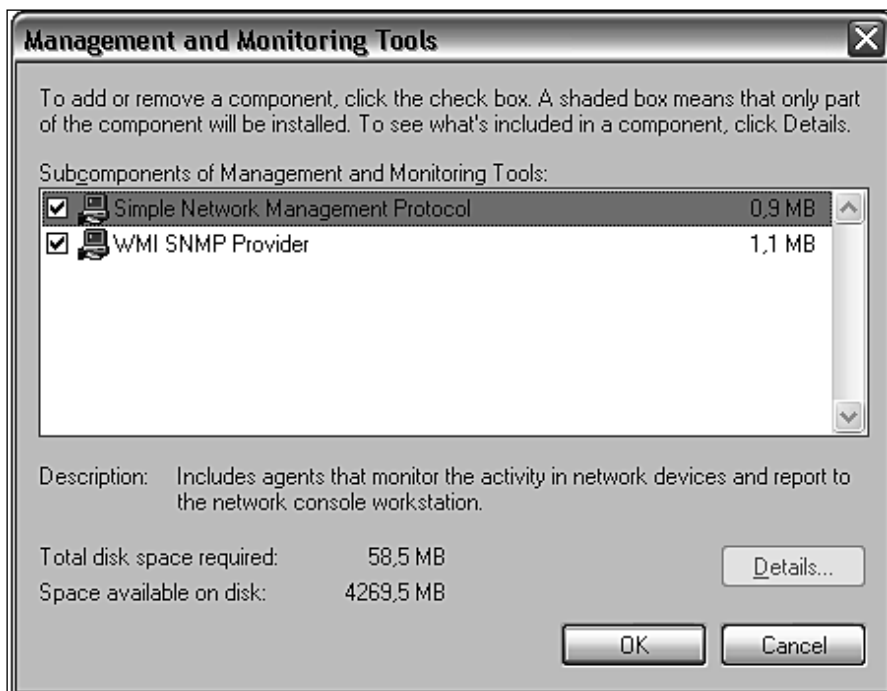 Management and Monitoring Tools
To add or remove a component, click the check box. A shaded box means that only part
of the component will be installed. To see what's included in a component, click Details.
Subcomponents of Management and Monitoring Tools:
Simple Network Management Protocol 0,9 MB
WMI SNMP Provider 1,1 MB
Description: Includes agents that monitor the activity in network devices and report to
the network console workstation.
Total disk space required: 58,5 MB
Details...
Space available on disk: 4269,5 MB
OK Cancel